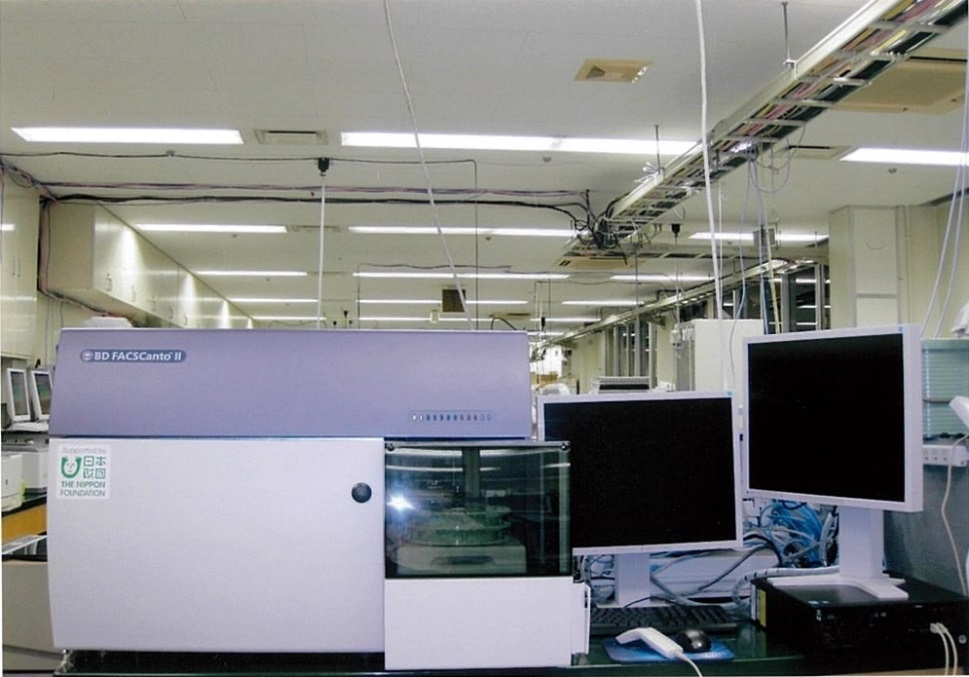 BD FACSCanto II
Supported by
日本
財団
THE NIPPON
FOUNDATION